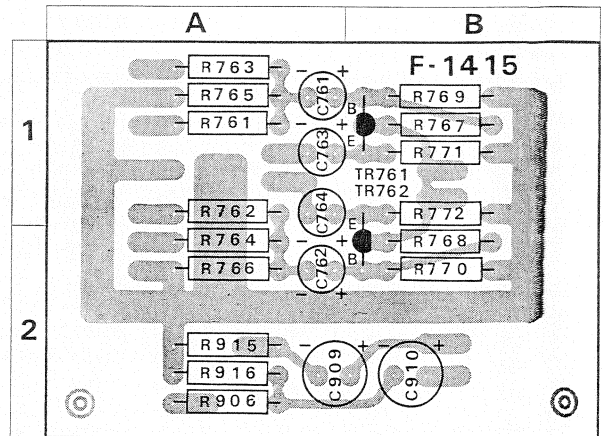 A B
F-1415
1
R763
R765 C761 R769
R761 B R767
C763 E R771
TR761
TR762
R762 C764 E R772
R764 R768
R766 C762 B R770
2
R915
R916 C909 C910
R906